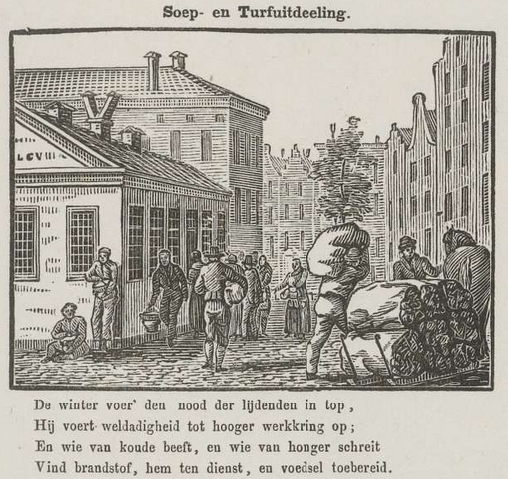 Soep- en Turfuitdeeling.
LCVII
De winter voer' den nood der lijdenden in top,
Hij voert weldadigheid tot hooger werkkring op;
En wie van koude beeft, en wie van honger schreit
Vind brandstof, hem ten dienst, en voedsel toebereid.